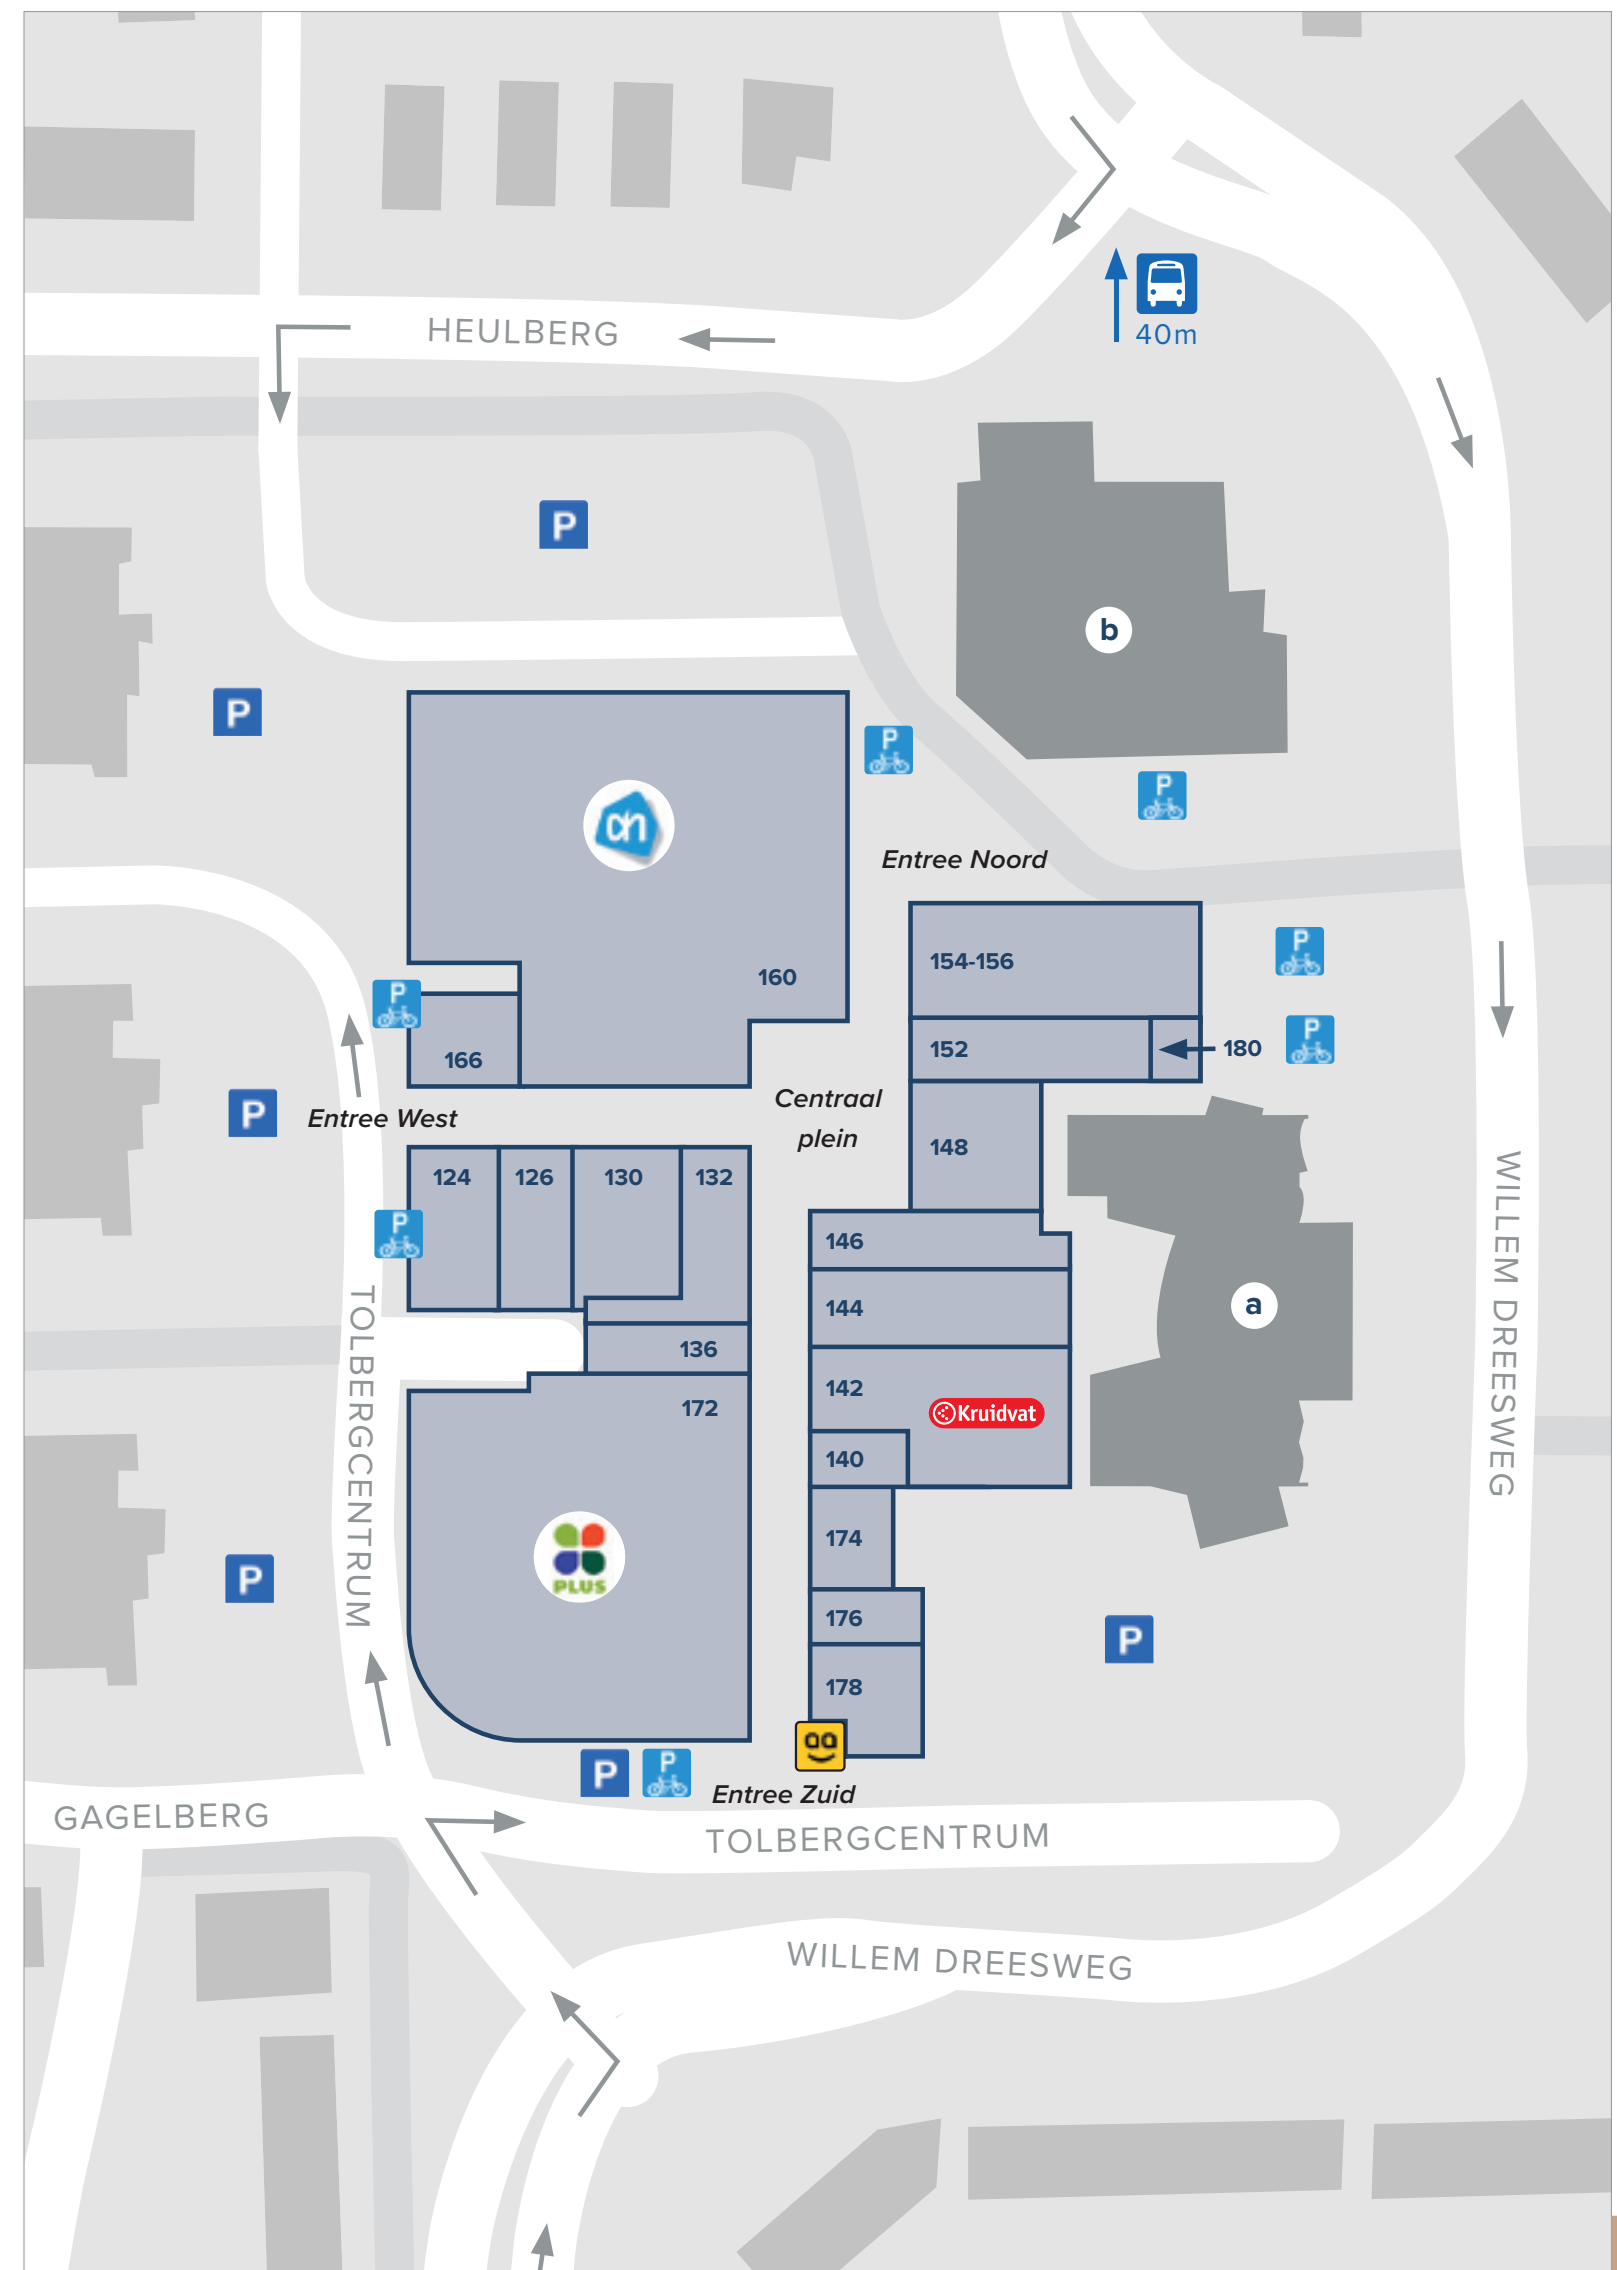 HEULBERG
40m
P
b
P
P
P
Entree Noord
154-156
P
160
P
152
180
P
166
Centraal
plein
Entree West
P
148
124
126
130
132
P
146
144
a
WILLEM DREESWEG
TOLBERGCENTRUM
136
142
Kruidvat
172
140
174
PLUS
P
176
P
178
P
P
Entree Zuid
GAGELBERG
TOLBERGCENTRUM
WILLEM DREESWEG